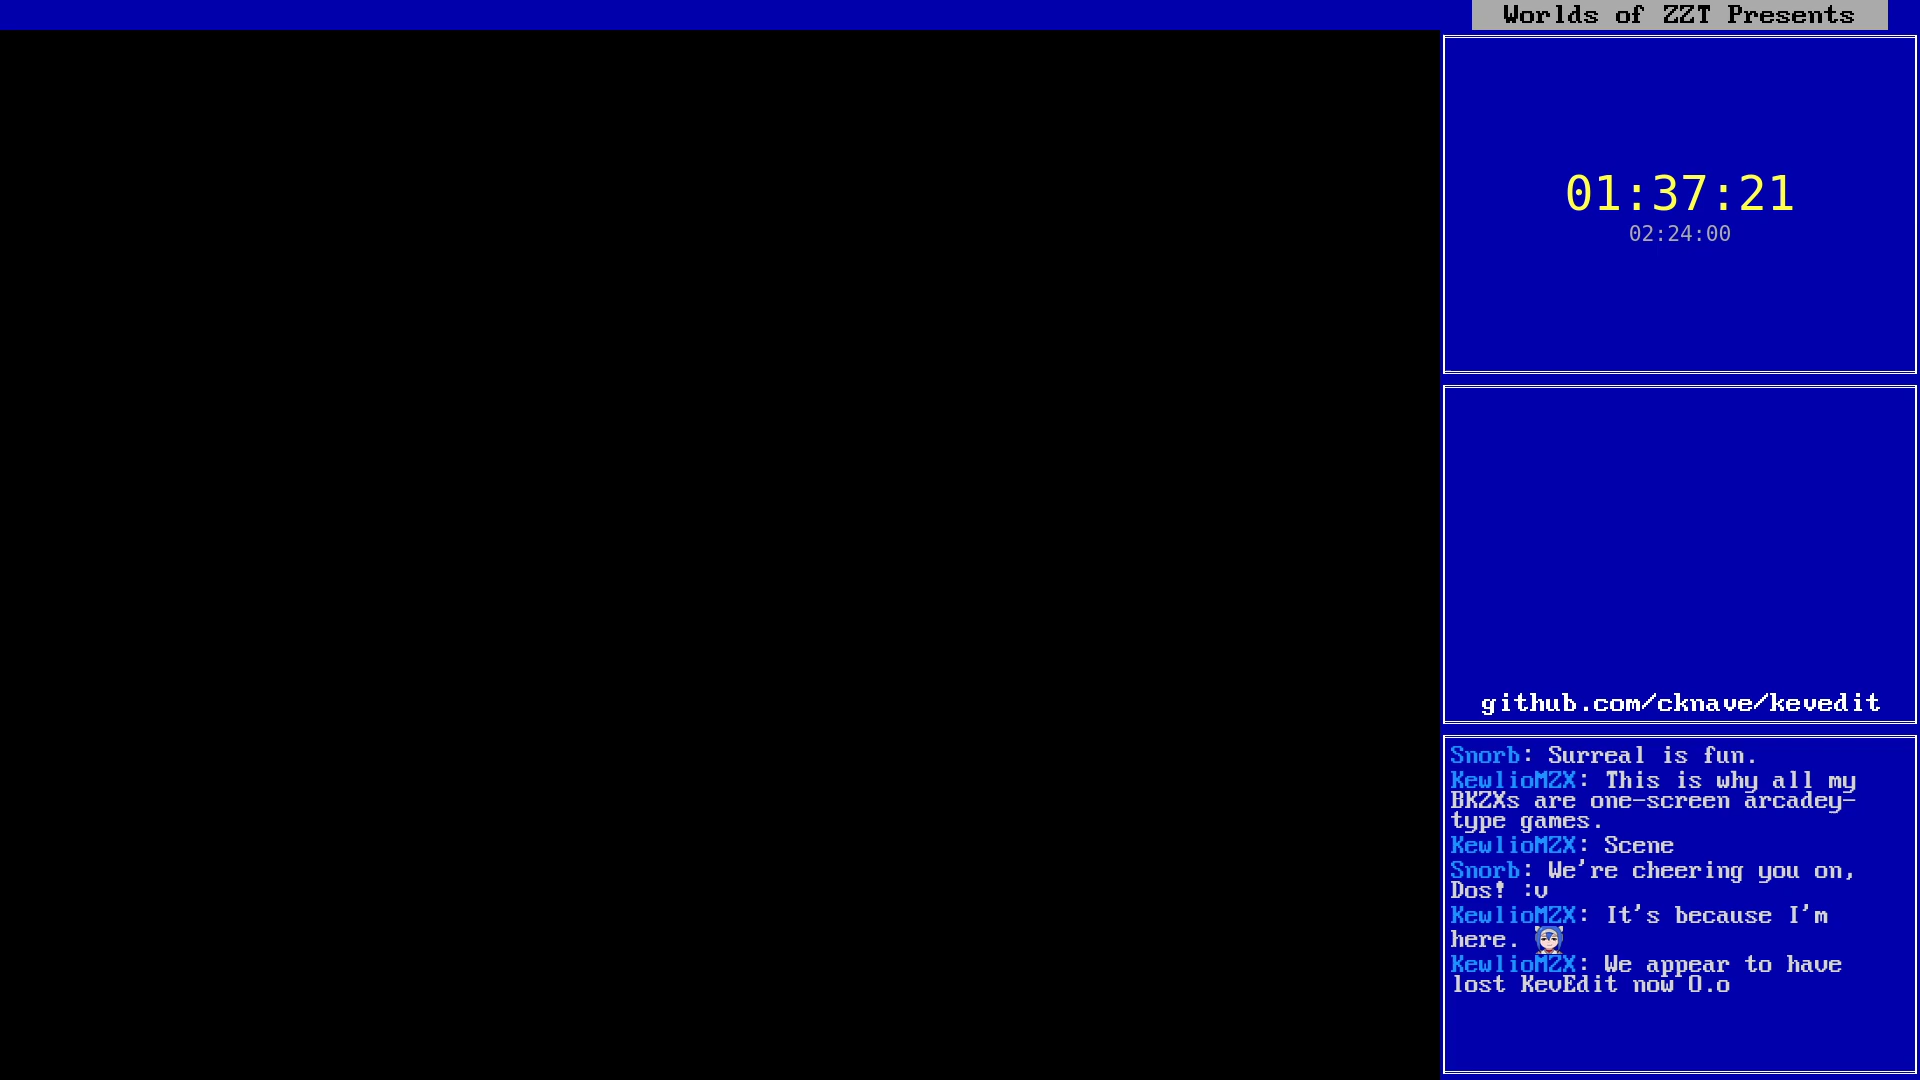 Worlds of ZZT Presents
01:37:21
02:24:00
github.com/cknave/kevedit
Snorb: Surreal is fun.
KewlioMZX: This is why all my
BKZXs are one-screen arcadey-
type games.
KewlioMZX: Scene
Snorb: We're cheering you on,
Dos! :v
KewlioMZX: It's because I'm
here.
KewlioMZX: We appear to have
lost KevEdit now O.o